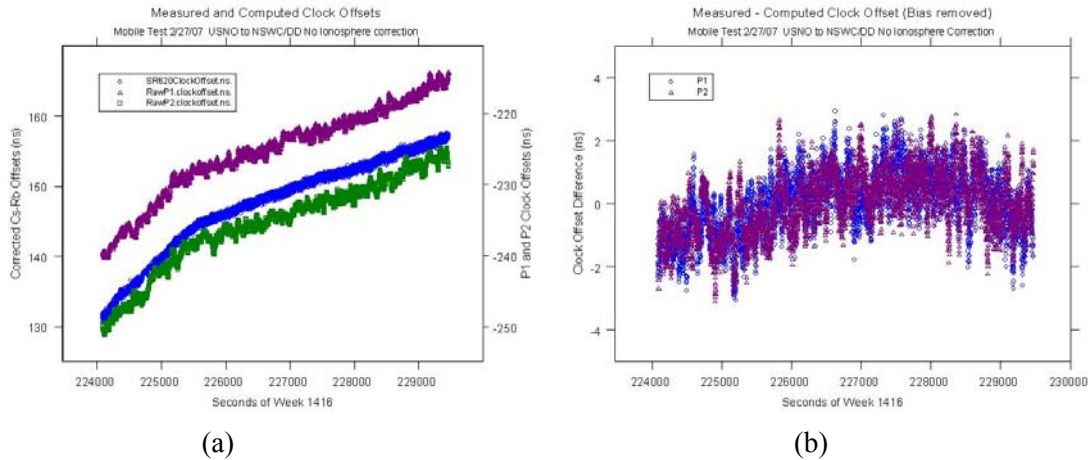 Measured and Computed Clock Offsets
Mobile Test 2/27/07 USNO to NSWC/DD No Ionosphere correction
SR620ClockOffset.ns.
RawP1.clockoffset.ns.
RawP2.clockoffset.ns.
Corrected Cs-Rb Offsets (ns)
160
150
140
130
P1 and P2 Clock Offsets (ns)
-220
-230
-240
-250
224000 225000 226000 227000 228000 229000
Seconds of Week 1416
(a)
Measured - Computed Clock Offset (Bias removed)
Mobile Test 2/27/07 USNO to NSWC/DD No Ionosphere Correction
P1
P2
Clock Offset Difference (ns)
4
2
0
-2
-4
224000 225000 226000 227000 228000 229000 230000
Seconds of Week 1416
(b)